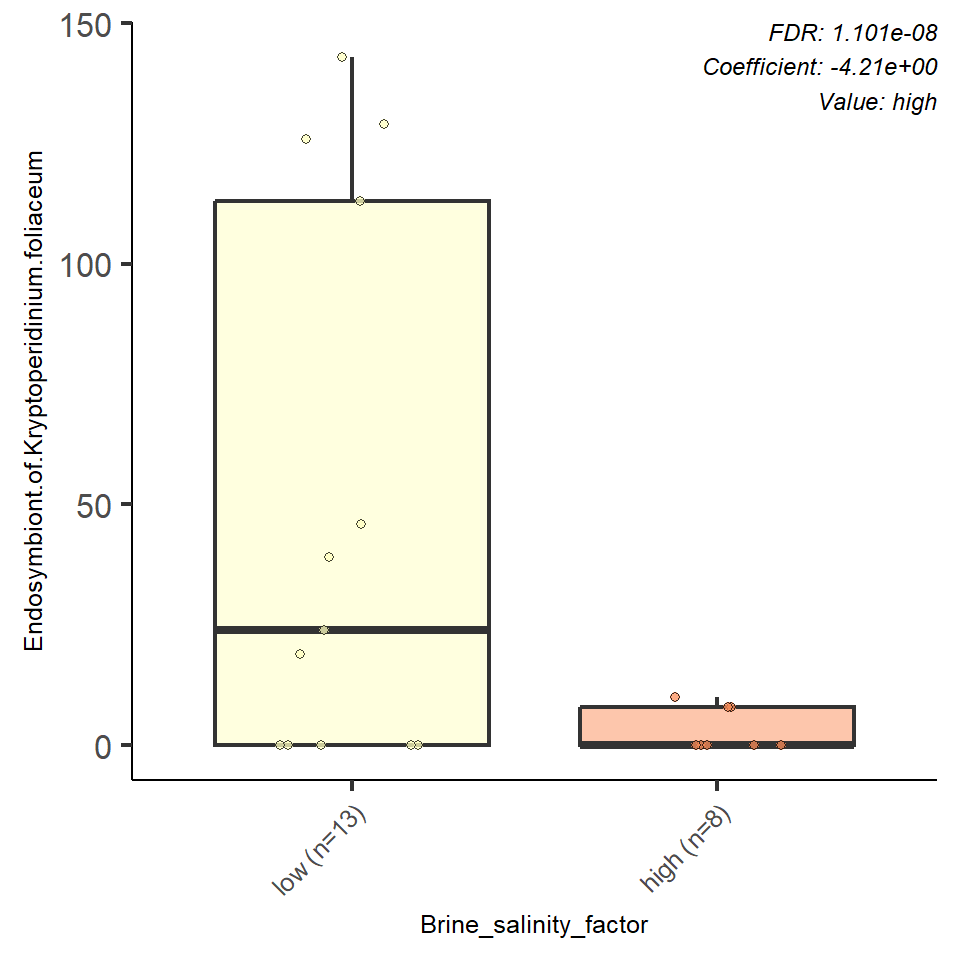 FDR: 1.101e-08
Coefficient: -4.21e+00
Value: high
Endosymbiont.of.Kryptoperidinium.foliaceum
150
100
50
0
low (n=13)
high (n=8)
Brine_salinity_factor